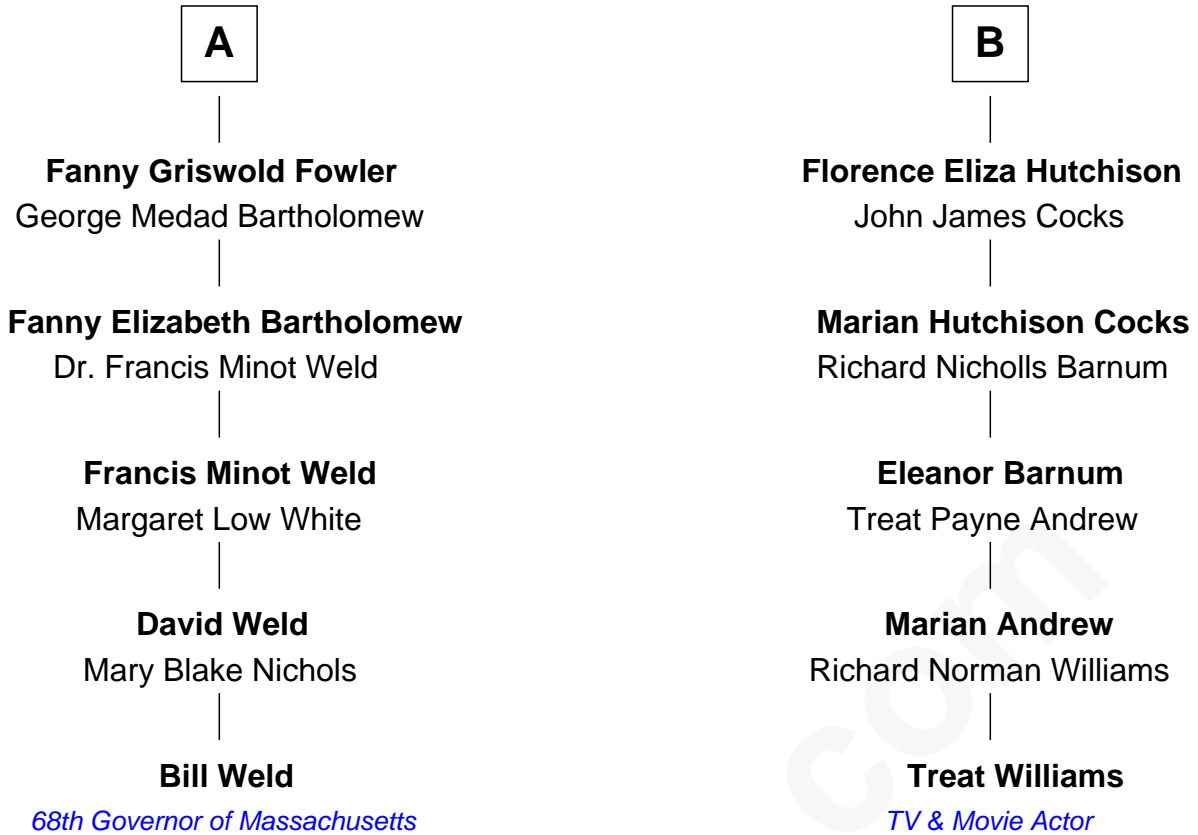 A
Fanny Griswold Fowler
George Medad Bartholomew
Fanny Elizabeth Bartholomew
Dr. Francis Minot Weld
Francis Minot Weld
Margaret Low White
David Weld
Mary Blake Nichols
Bill Weld
68th Governor of Massachusetts
B
Florence Eliza Hutchison
John James Cocks
Marian Hutchison Cocks
Richard Nicholls Barnum
Eleanor Barnum
Treat Payne Andrew
Marian Andrew
Richard Norman Williams
Treat Williams
TV & Movie Actor
com